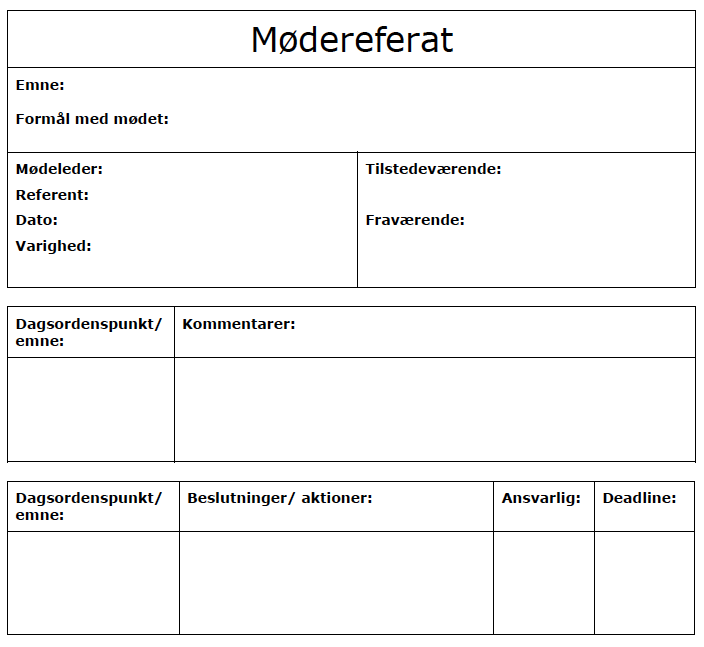 Mødereferat
Emne:
Formål med mødet:
Mødeleder:
Referent:
Dato:
Varighed:
Tilstedeværende:
Fraværende:
Dagsordenspunkt/
emne:
Kommentarer:
Dagsordenspunkt/
emne:
Beslutninger/ aktioner:
Ansvarlig:
Deadline: